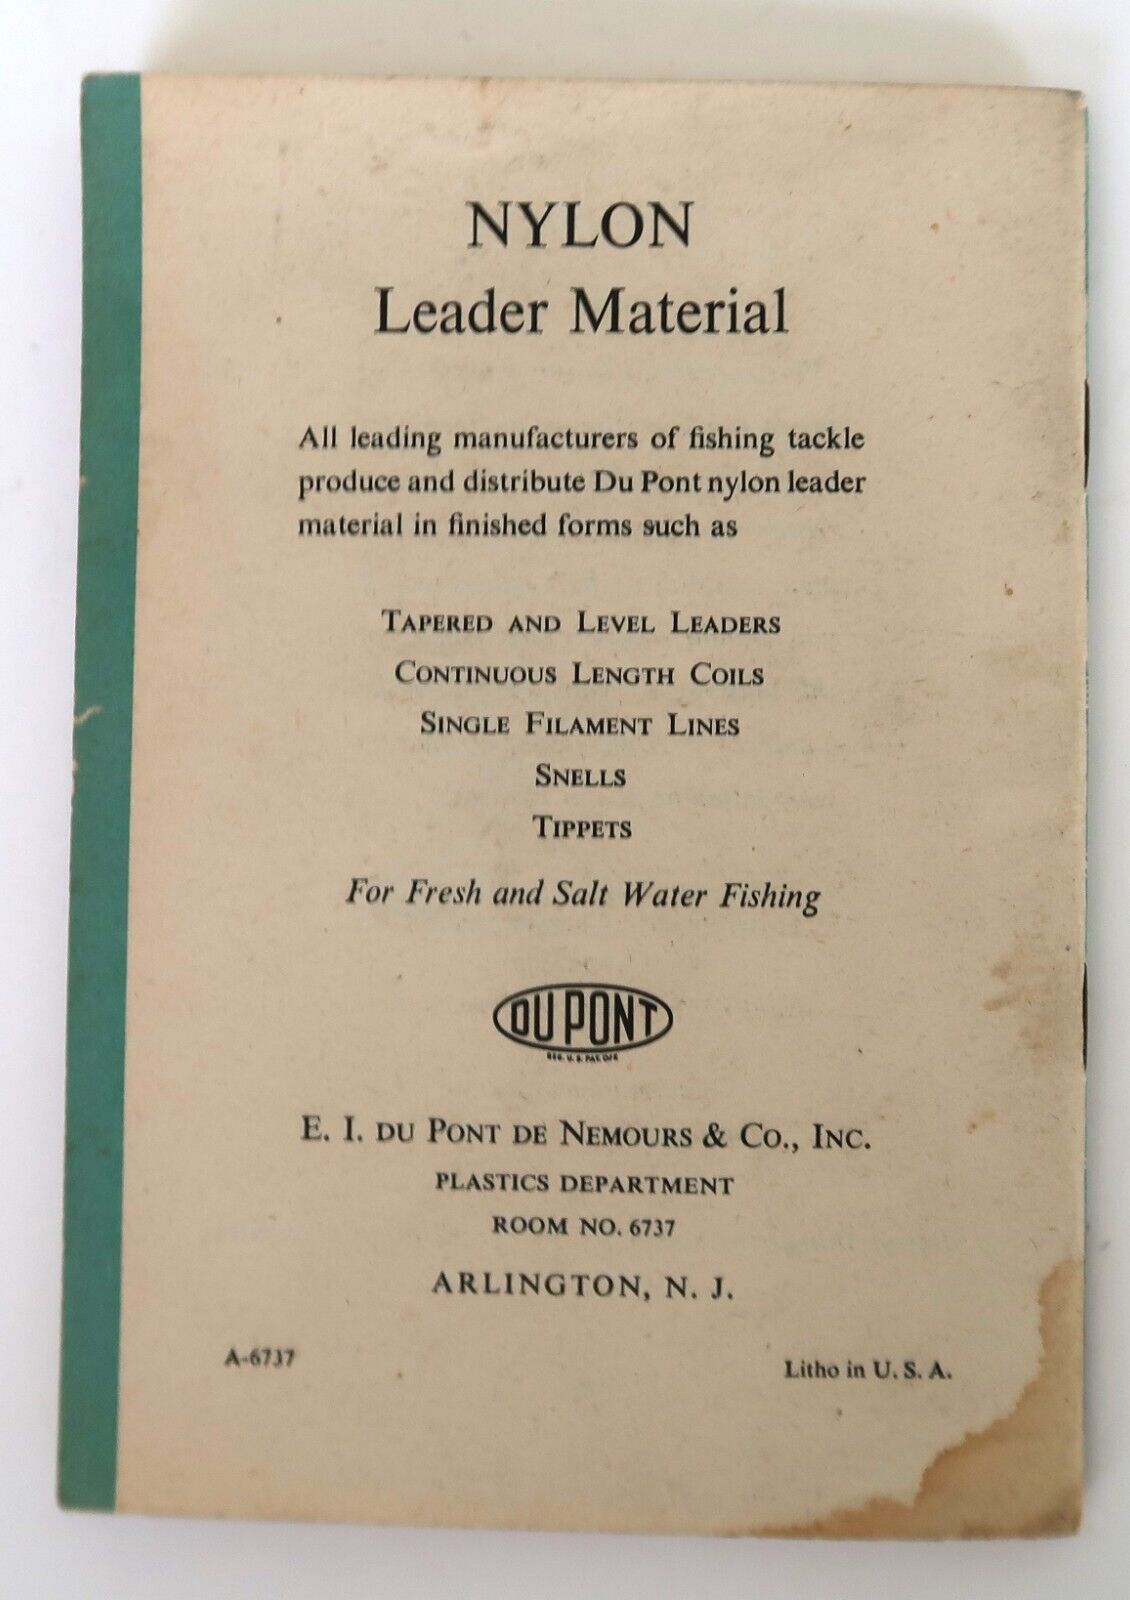 NYLON
Leader Material
All leading manufacturers of fishing tackle
produce and distribute Du Pont nylon leader
material in finished forms such as
TAPERED AND LEVEL LEADERS
CONTINUOUS LENGTH COILS
SINGLE FILAMENT LINES
SNELLS
TIPPETS
For Fresh and Salt Water Fishing
DU PONT
REG. U. S. PAT. OFF.
E. I. DU PONT DE NEMOURS & CO., INC.
PLASTICS DEPARTMENT
ROOM NO. 6737
ARLINGTON, N. J.
A-6737
Litho in U. S. A.